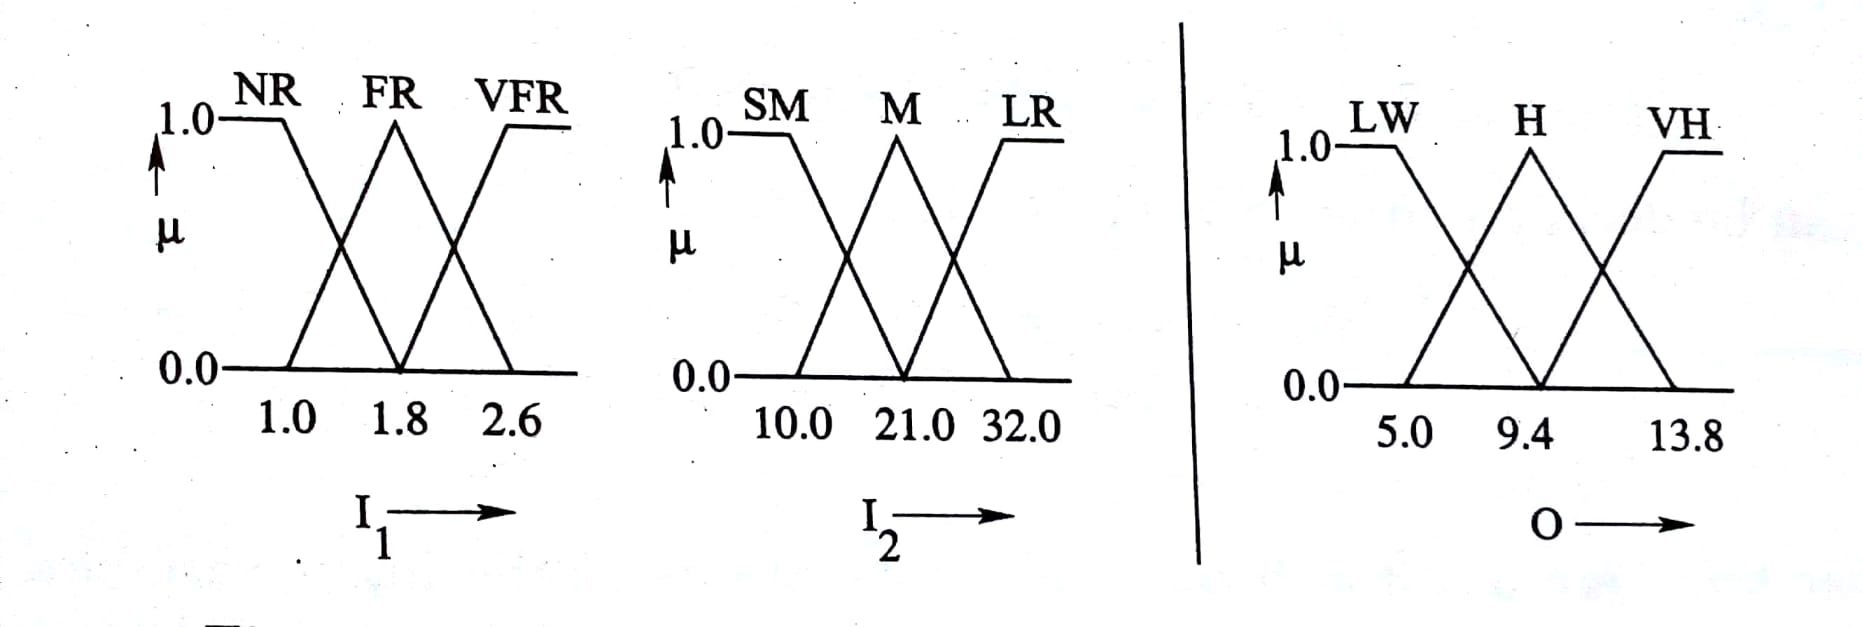 NR FR VFR
1.0
μ
0.0
1.0 1.8 2.6
I₁
SM M LR
1.0
μ
0.0
10.0 21.0 32.0
I₂
LW H VH
1.0
μ
0.0
5.0 9.4 13.8
O